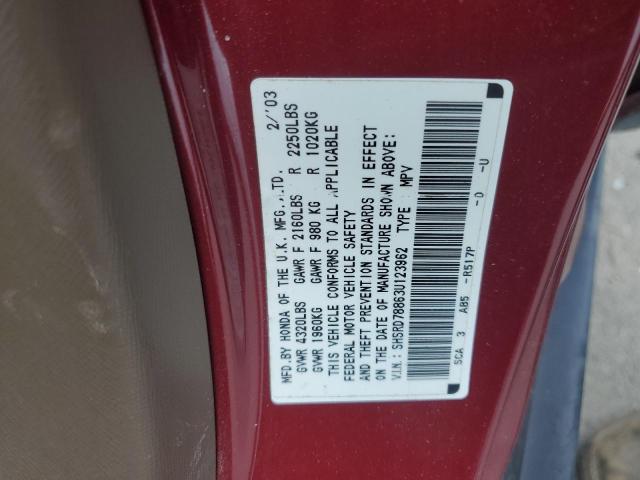 MFD. BY HONDA OF THE U.K. MFG., LTD. 2/'03
GVWR 4320LBS GAWR F 2160LBS R 2250LBS
GVWR 1960KG GAWR F 980 KG R 1020KG
THIS VEHICLE CONFORMS TO ALL APPLICABLE
FEDERAL MOTOR VEHICLE SAFETY
AND THEFT PREVENTION STANDARDS IN EFFECT
ON THE DATE OF MANUFACTURE SHOWN ABOVE:
V.I.N.: SHSRD78863U123962 TYPE : MPV
SCA 3 A85 -R517P -0 -U